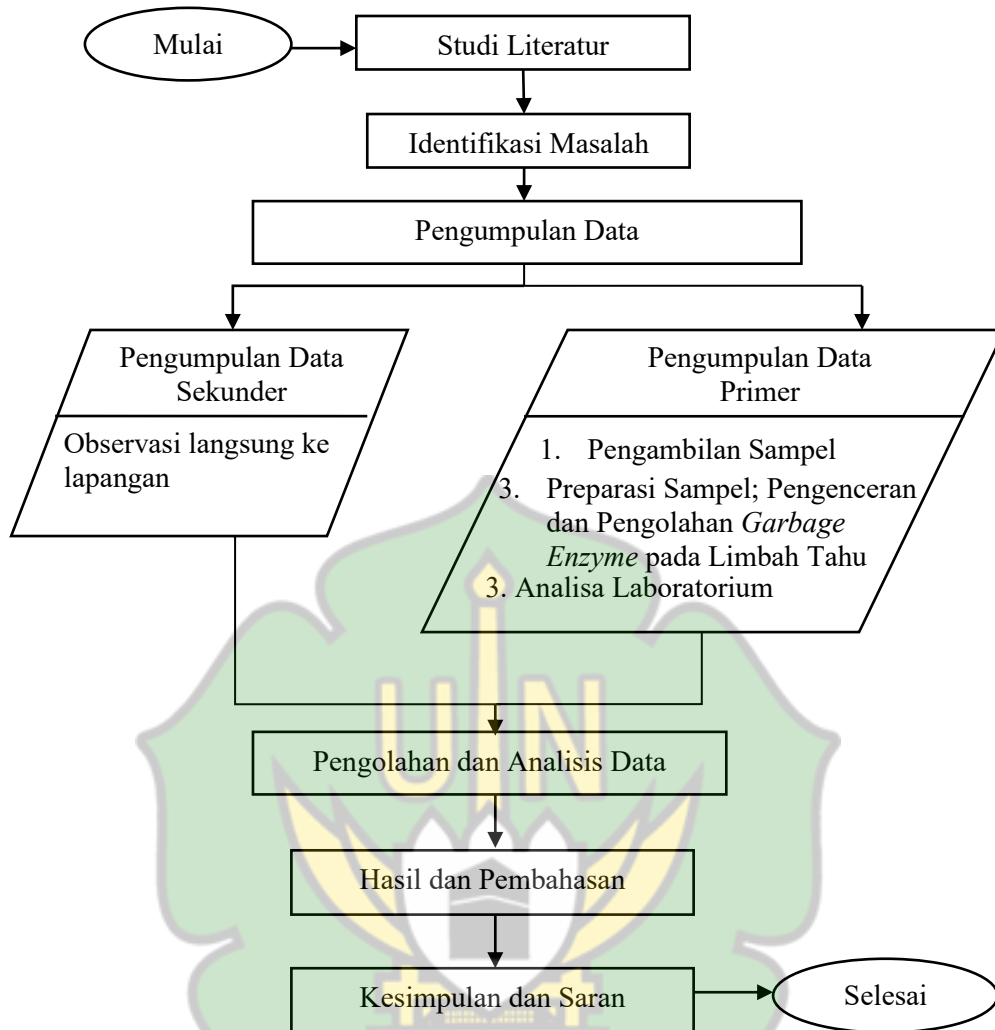 Mulai
Studi Literatur
Identifikasi Masalah
Pengumpulan Data
Pengumpulan Data
Sekunder
Observasi langsung ke
lapangan
Pengumpulan Data
Primer
1. Pengambilan Sampel
3. Preparasi Sampel; Pengenceran
dan Pengolahan Garbage
Enzyme pada Limbah Tahu
3. Analisa Laboratorium
UIN
Pengolahan dan Analisis Data
Hasil dan Pembahasan
Kesimpulan dan Saran
Selesai